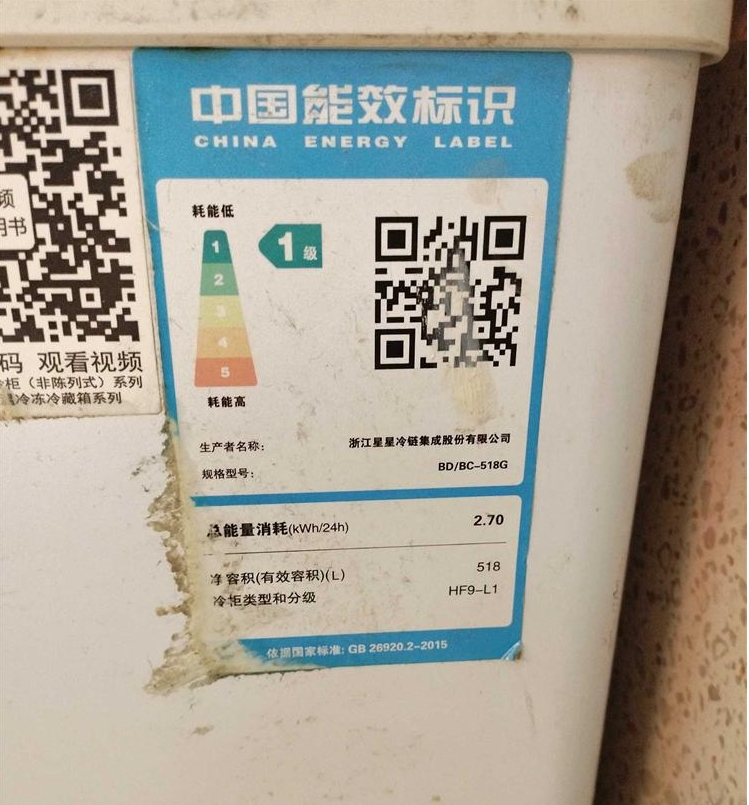 中国能效标识
CHINA ENERGY LABEL
耗能低
1
2
3
4
5
1级
耗能高
生产者名称: 浙江星星冷链集成股份有限公司
规格型号: BD/BC-518G
总能量消耗(kWh/24h) 2.70
净容积(有效容积)(L) 518
冷柜类型和分级 HF9-L1
依据国家标准: GB 26920.2-2015
频
明书
码 观看视频
柜（非陈列式）系列
冷冻冷藏箱系列